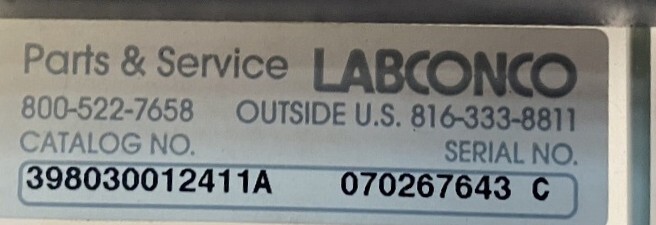 Parts & Service LABCONCO
800-522-7658 OUTSIDE U.S. 816-333-8811
CATALOG NO. SERIAL NO.
398030012411A 070267643 C